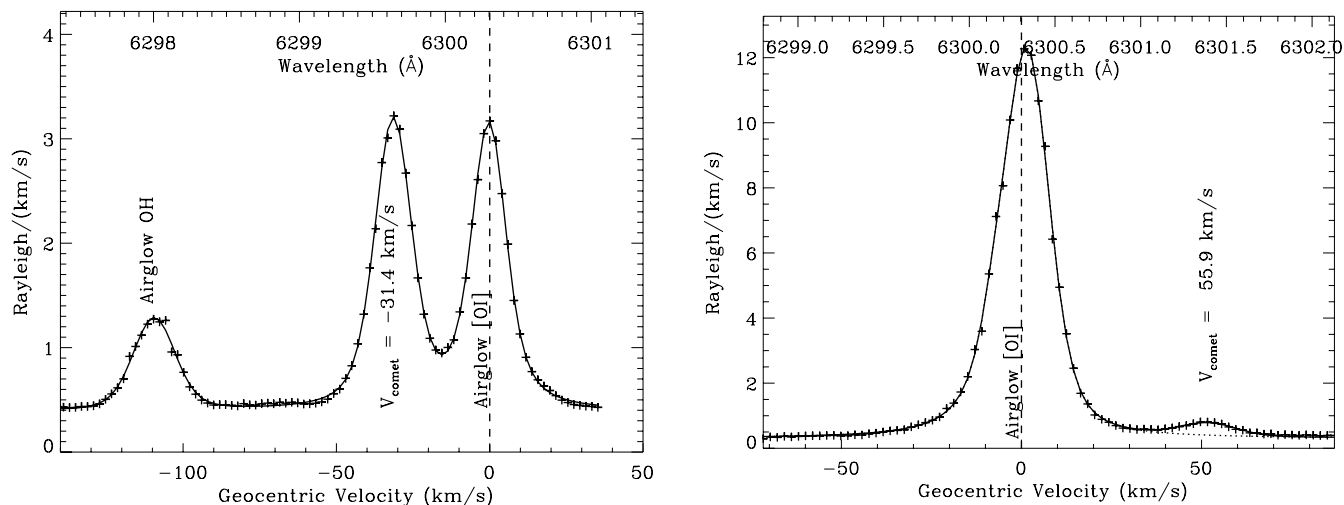 6298 6299 6300 6301
Wavelength (Å)
4
3
2
1
0
Rayleigh/(km/s)
Airglow OH
V_comet = −31.4 km/s
Airglow [OI]
−100 −50 0 50
Geocentric Velocity (km/s)
6299.0 6299.5 6300.0 6300.5 6301.0 6301.5 6302.0
Wavelength (Å)
12
10
8
6
4
2
0
Rayleigh/(km/s)
Airglow [OI]
V_comet = 55.9 km/s
−50 0 50
Geocentric Velocity (km/s)